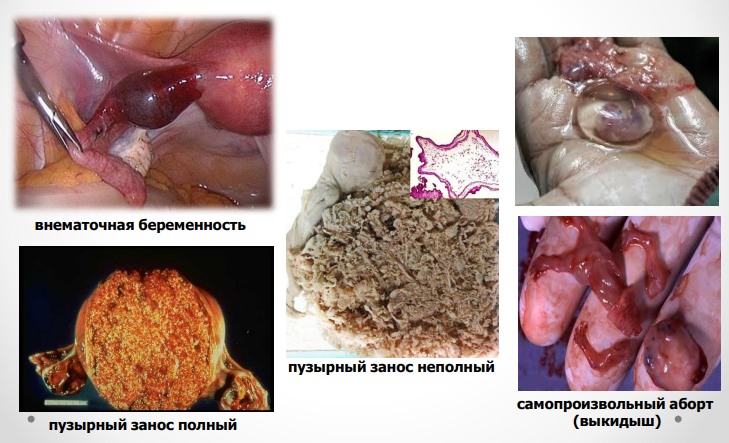 внематочная беременность
пузырный занос неполный
самопроизвольный аборт
(выкидыш)
пузырный занос полный